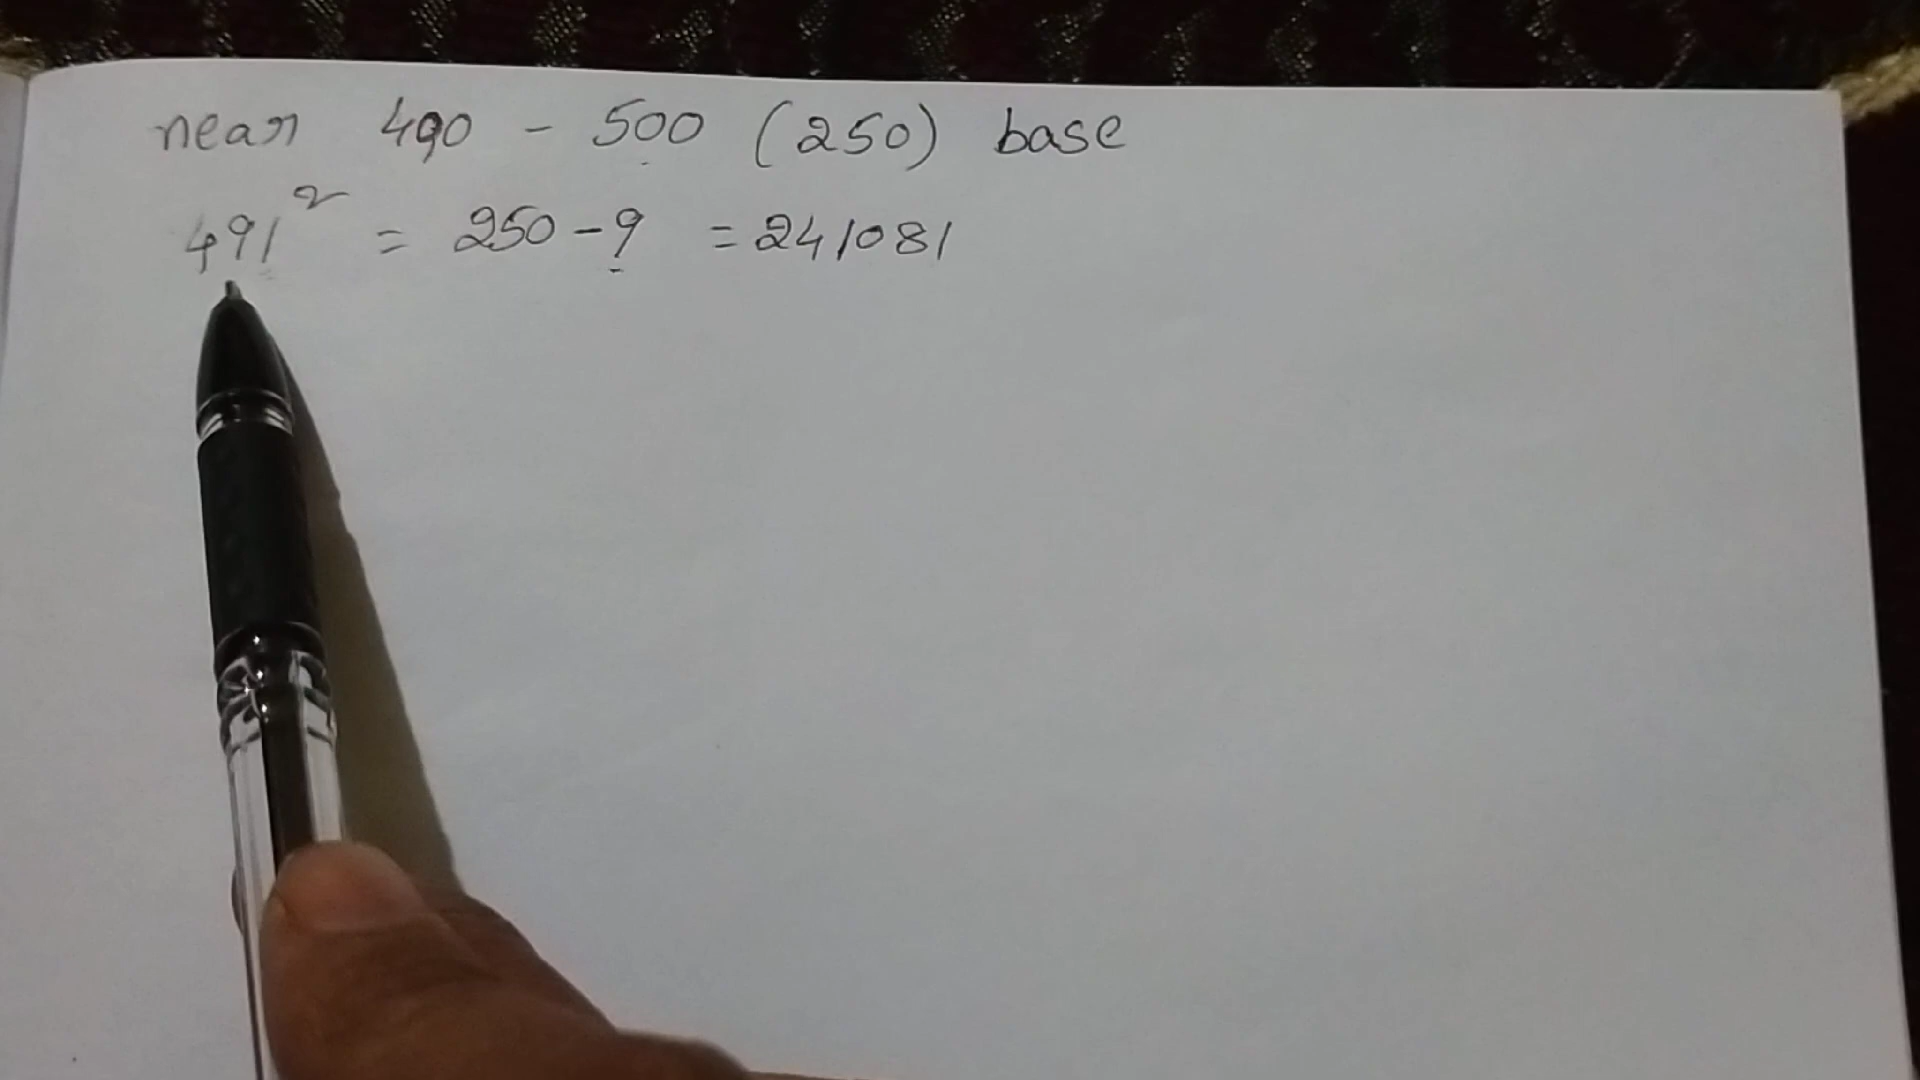 near 490 - 500 (250) base
491² = 250 - 9 = 241081